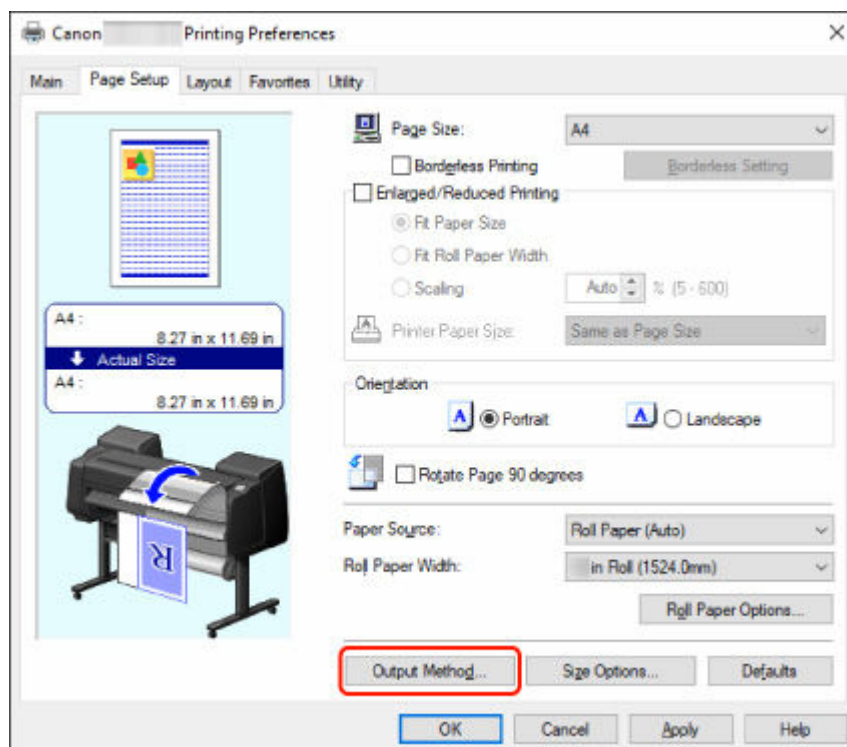 Canon Printing Preferences
Main Page Setup Layout Favorites Utility
Page Size: A4
Borderless Printing Borderless Setting
Enlarged/Reduced Printing
Fit Paper Size
Fit Roll Paper Width
Scaling Auto % (5 - 600)
Printer Paper Size: Same as Page Size
A4 :
8.27 in x 11.69 in
Actual Size
A4 :
8.27 in x 11.69 in
Orientation
A Portrait A Landscape
Rotate Page 90 degrees
R
Paper Source: Roll Paper (Auto)
Roll Paper Width: in Roll (1524.0mm)
Roll Paper Options...
Output Method... Size Options... Defaults
OK Cancel Apply Help